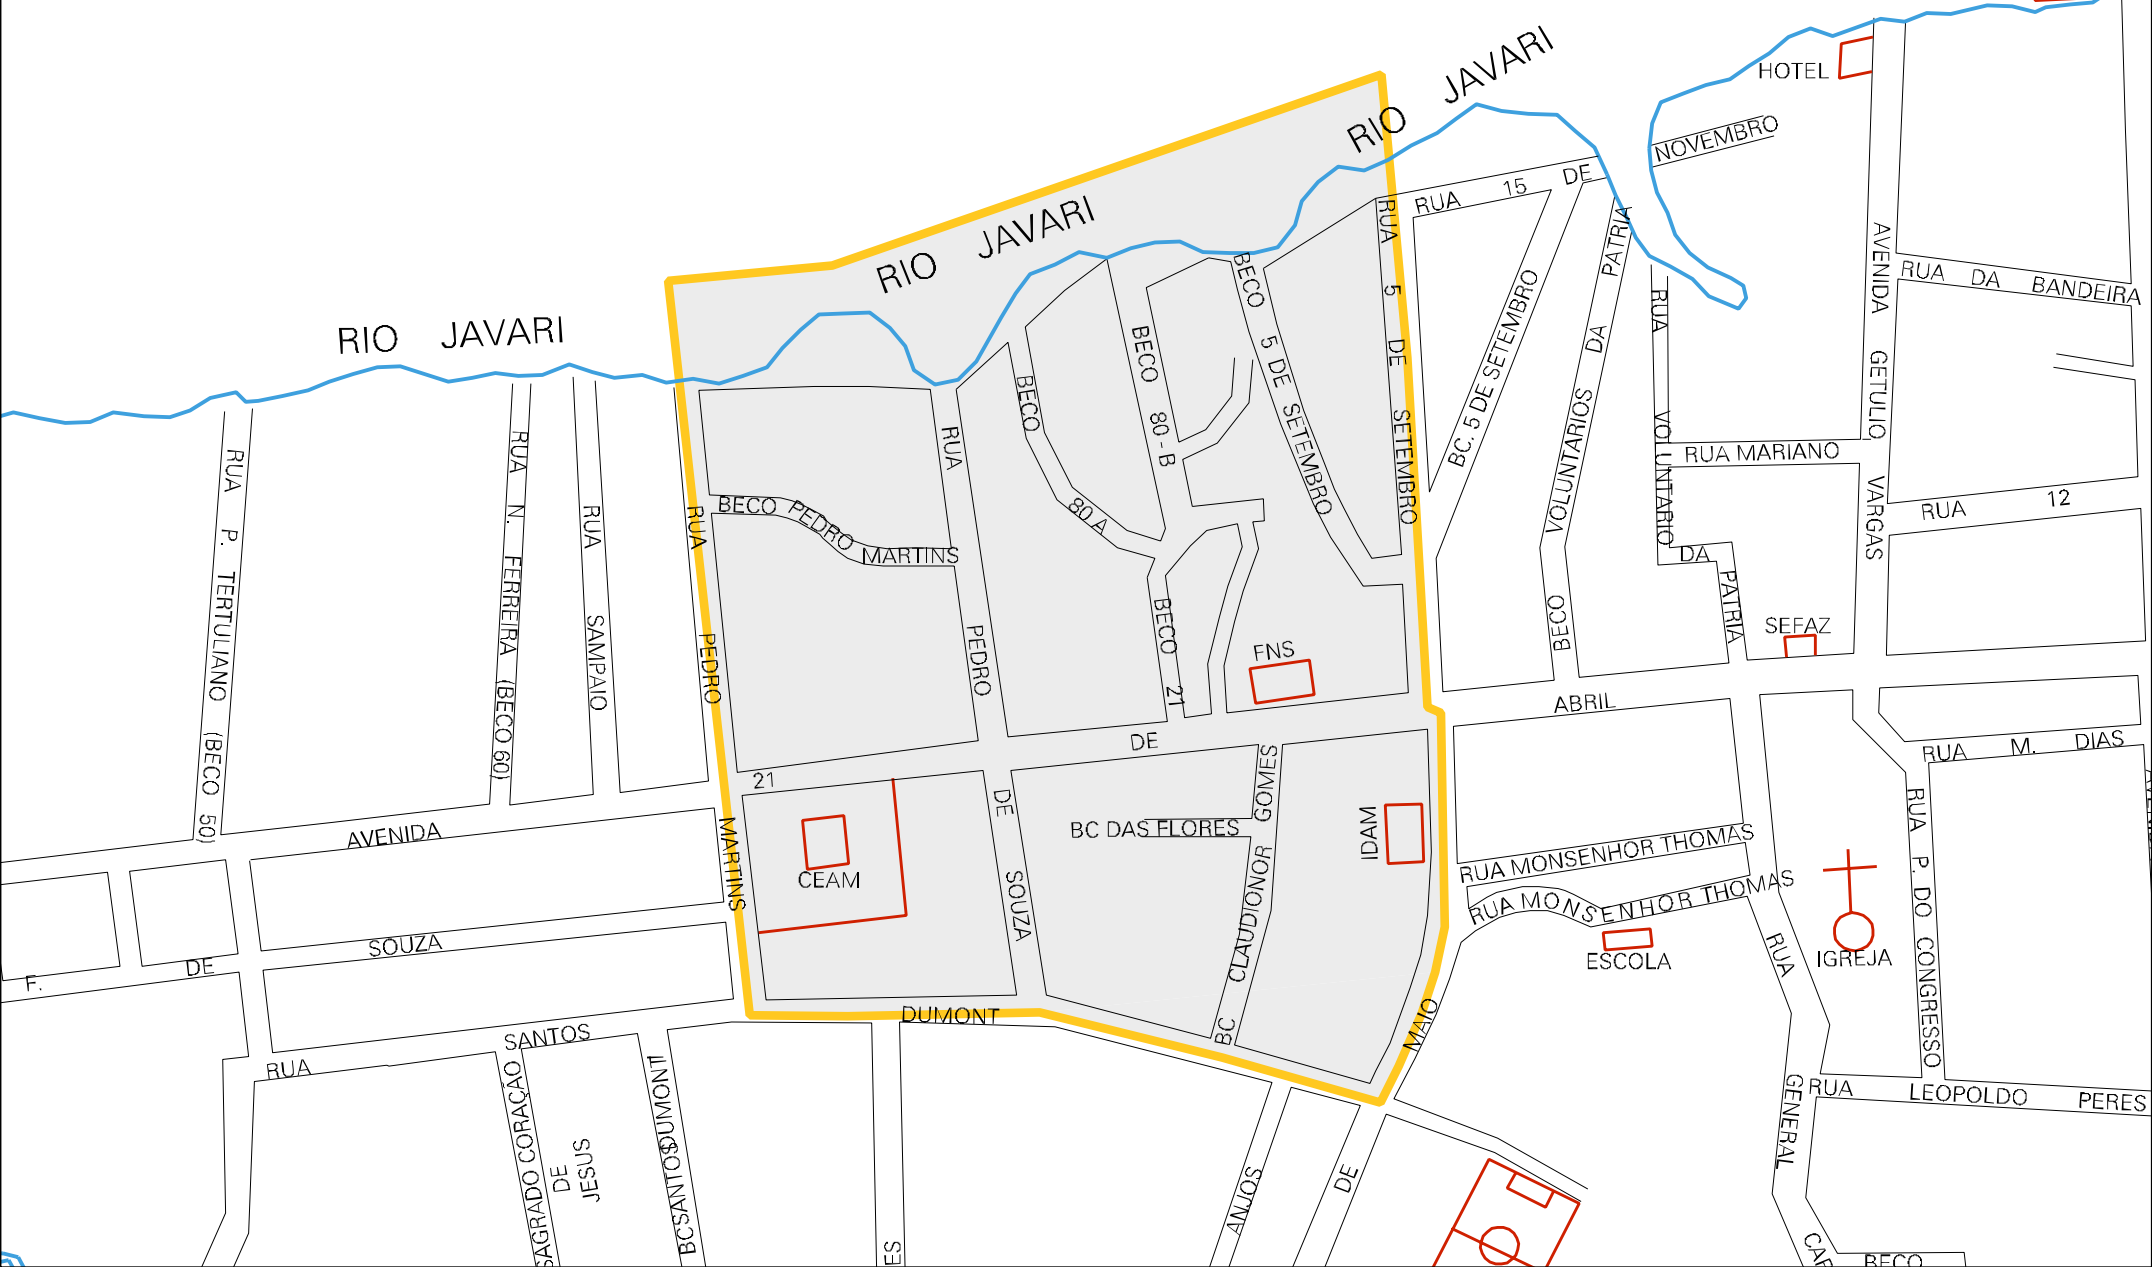 HOTEL
RIO JAVARI
RIO JAVARI
RIO JAVARI
NOVEMBRO
RUA 15 DE
RUA DA BANDEIRA
AVENIDA GETULIO VARGAS
RUA 5 DE SETEMBRO
BECO 5 DE SETEMBRO
BC. 5 DE SETEMBRO
BECO VOLUNTARIOS DA PATRIA
RUA VOLUNTARIO DA PATRIA
RUA MARIANO
RUA 12
BECO 80-B
BECO 80 A
BECO 21
RUA PEDRO DE SOUZA
BECO PEDRO MARTINS
RUA PEDRO MARTINS
RUA SAMPAIO
RUA N. FERREIRA (BECO 60)
RUA P. TERTULIANO (BECO 50)
FNS
SEFAZ
AVENIDA 21 DE ABRIL
RUA M. DIAS
BC DAS FLORES
BC CLAUDIONOR GOMES
IDAM
CEAM
RUA MONSENHOR THOMAS
RUA MONSENHOR THOMAS
ESCOLA
IGREJA
RUA P. DO CONGRESSO
F. DE SOUZA
RUA SANTOS DUMONT
SAGRADO CORAÇÃO
DE
JESUS
BC SANTOS DUMONT
ES
ANJOS
DE MAIO
RUA GENERAL
CAR
RUA LEOPOLDO PERES
BECO